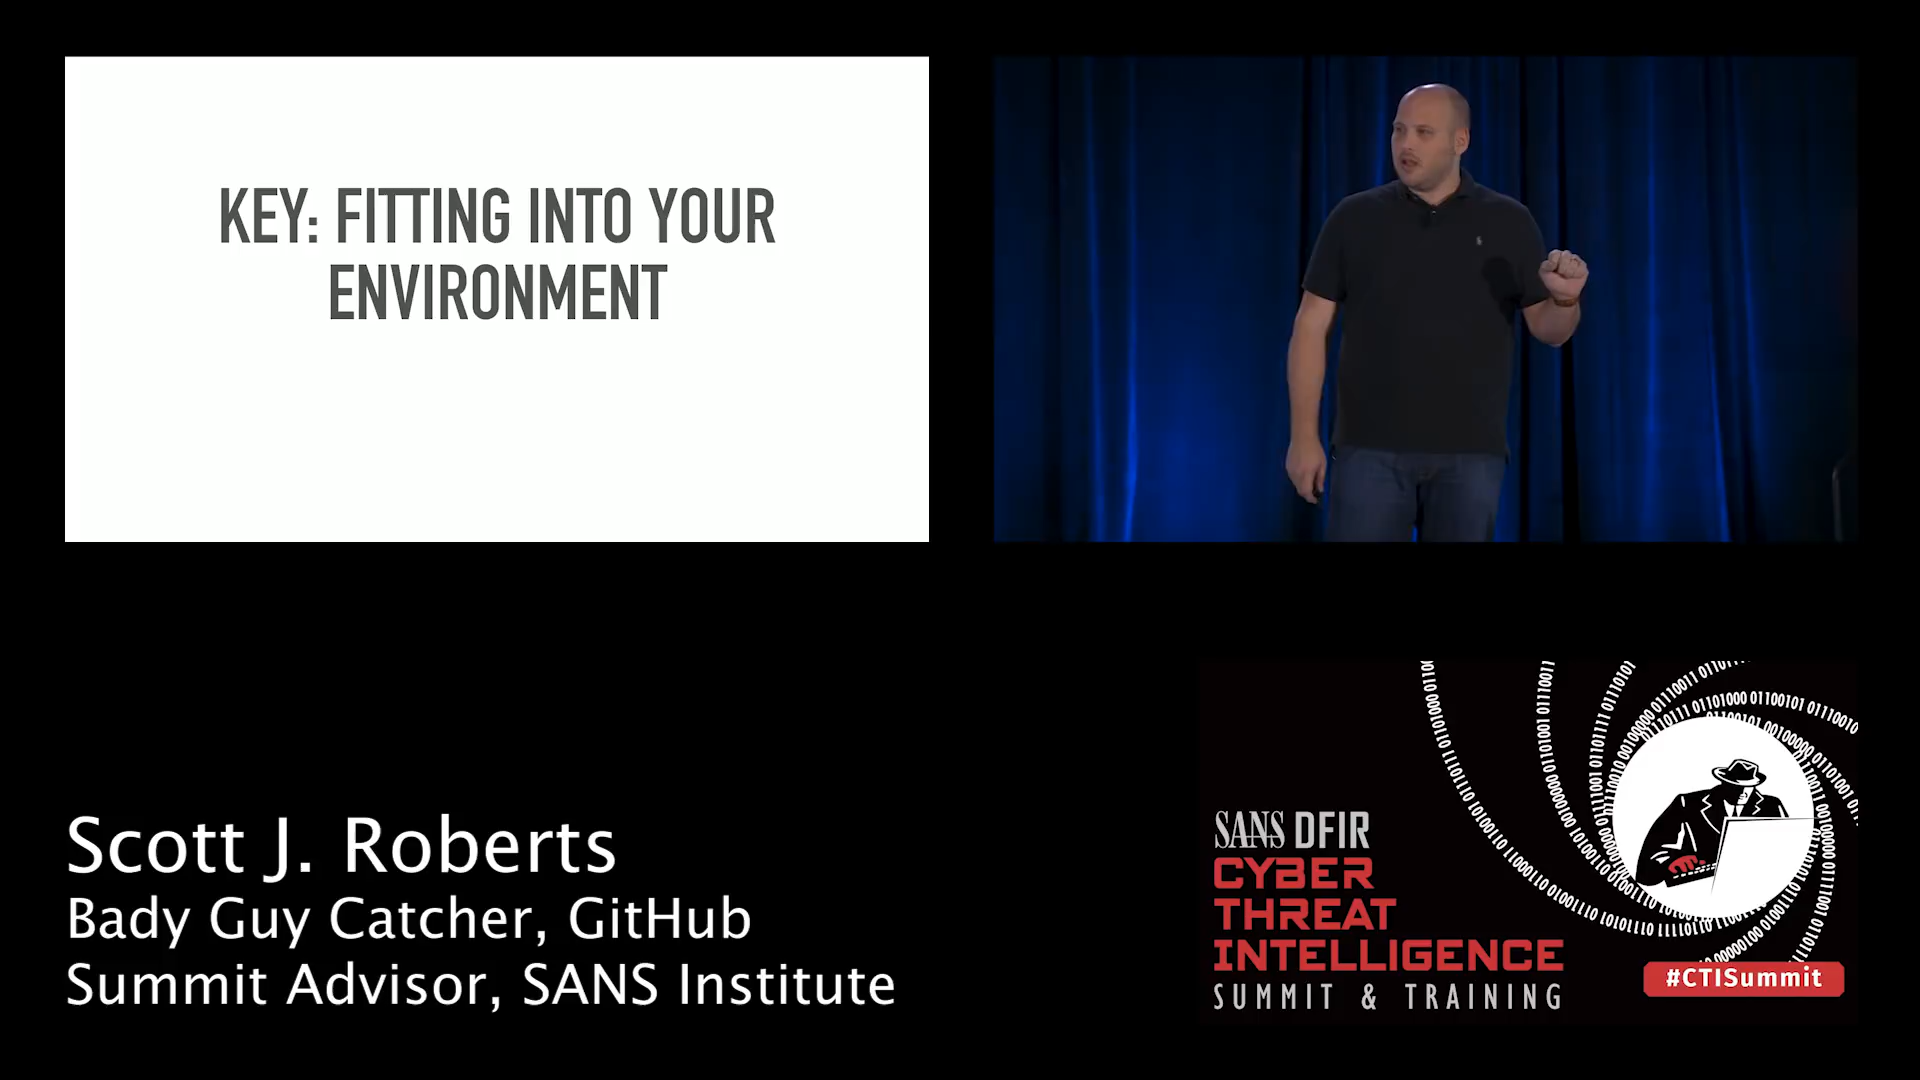 KEY: FITTING INTO YOUR
ENVIRONMENT
Scott J. Roberts
Bady Guy Catcher, GitHub
Summit Advisor, SANS Institute
SANS DFIR
CYBER
THREAT
INTELLIGENCE
SUMMIT & TRAINING
#CTISummit